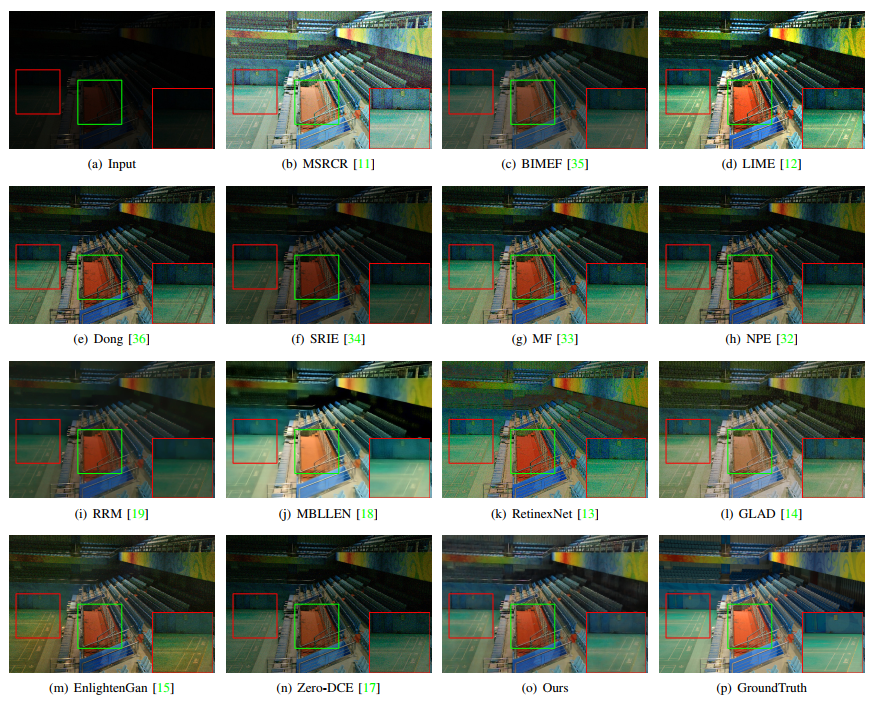 (a) Input
(b) MSRCR [11]
(c) BIMEF [35]
(d) LIME [12]
(e) Dong [36]
(f) SRIE [34]
(g) MF [33]
(h) NPE [32]
(i) RRM [19]
(j) MBLLEN [18]
(k) RetinexNet [13]
(l) GLAD [14]
(m) EnlightenGan [15]
(n) Zero-DCE [17]
(o) Ours
(p) GroundTruth